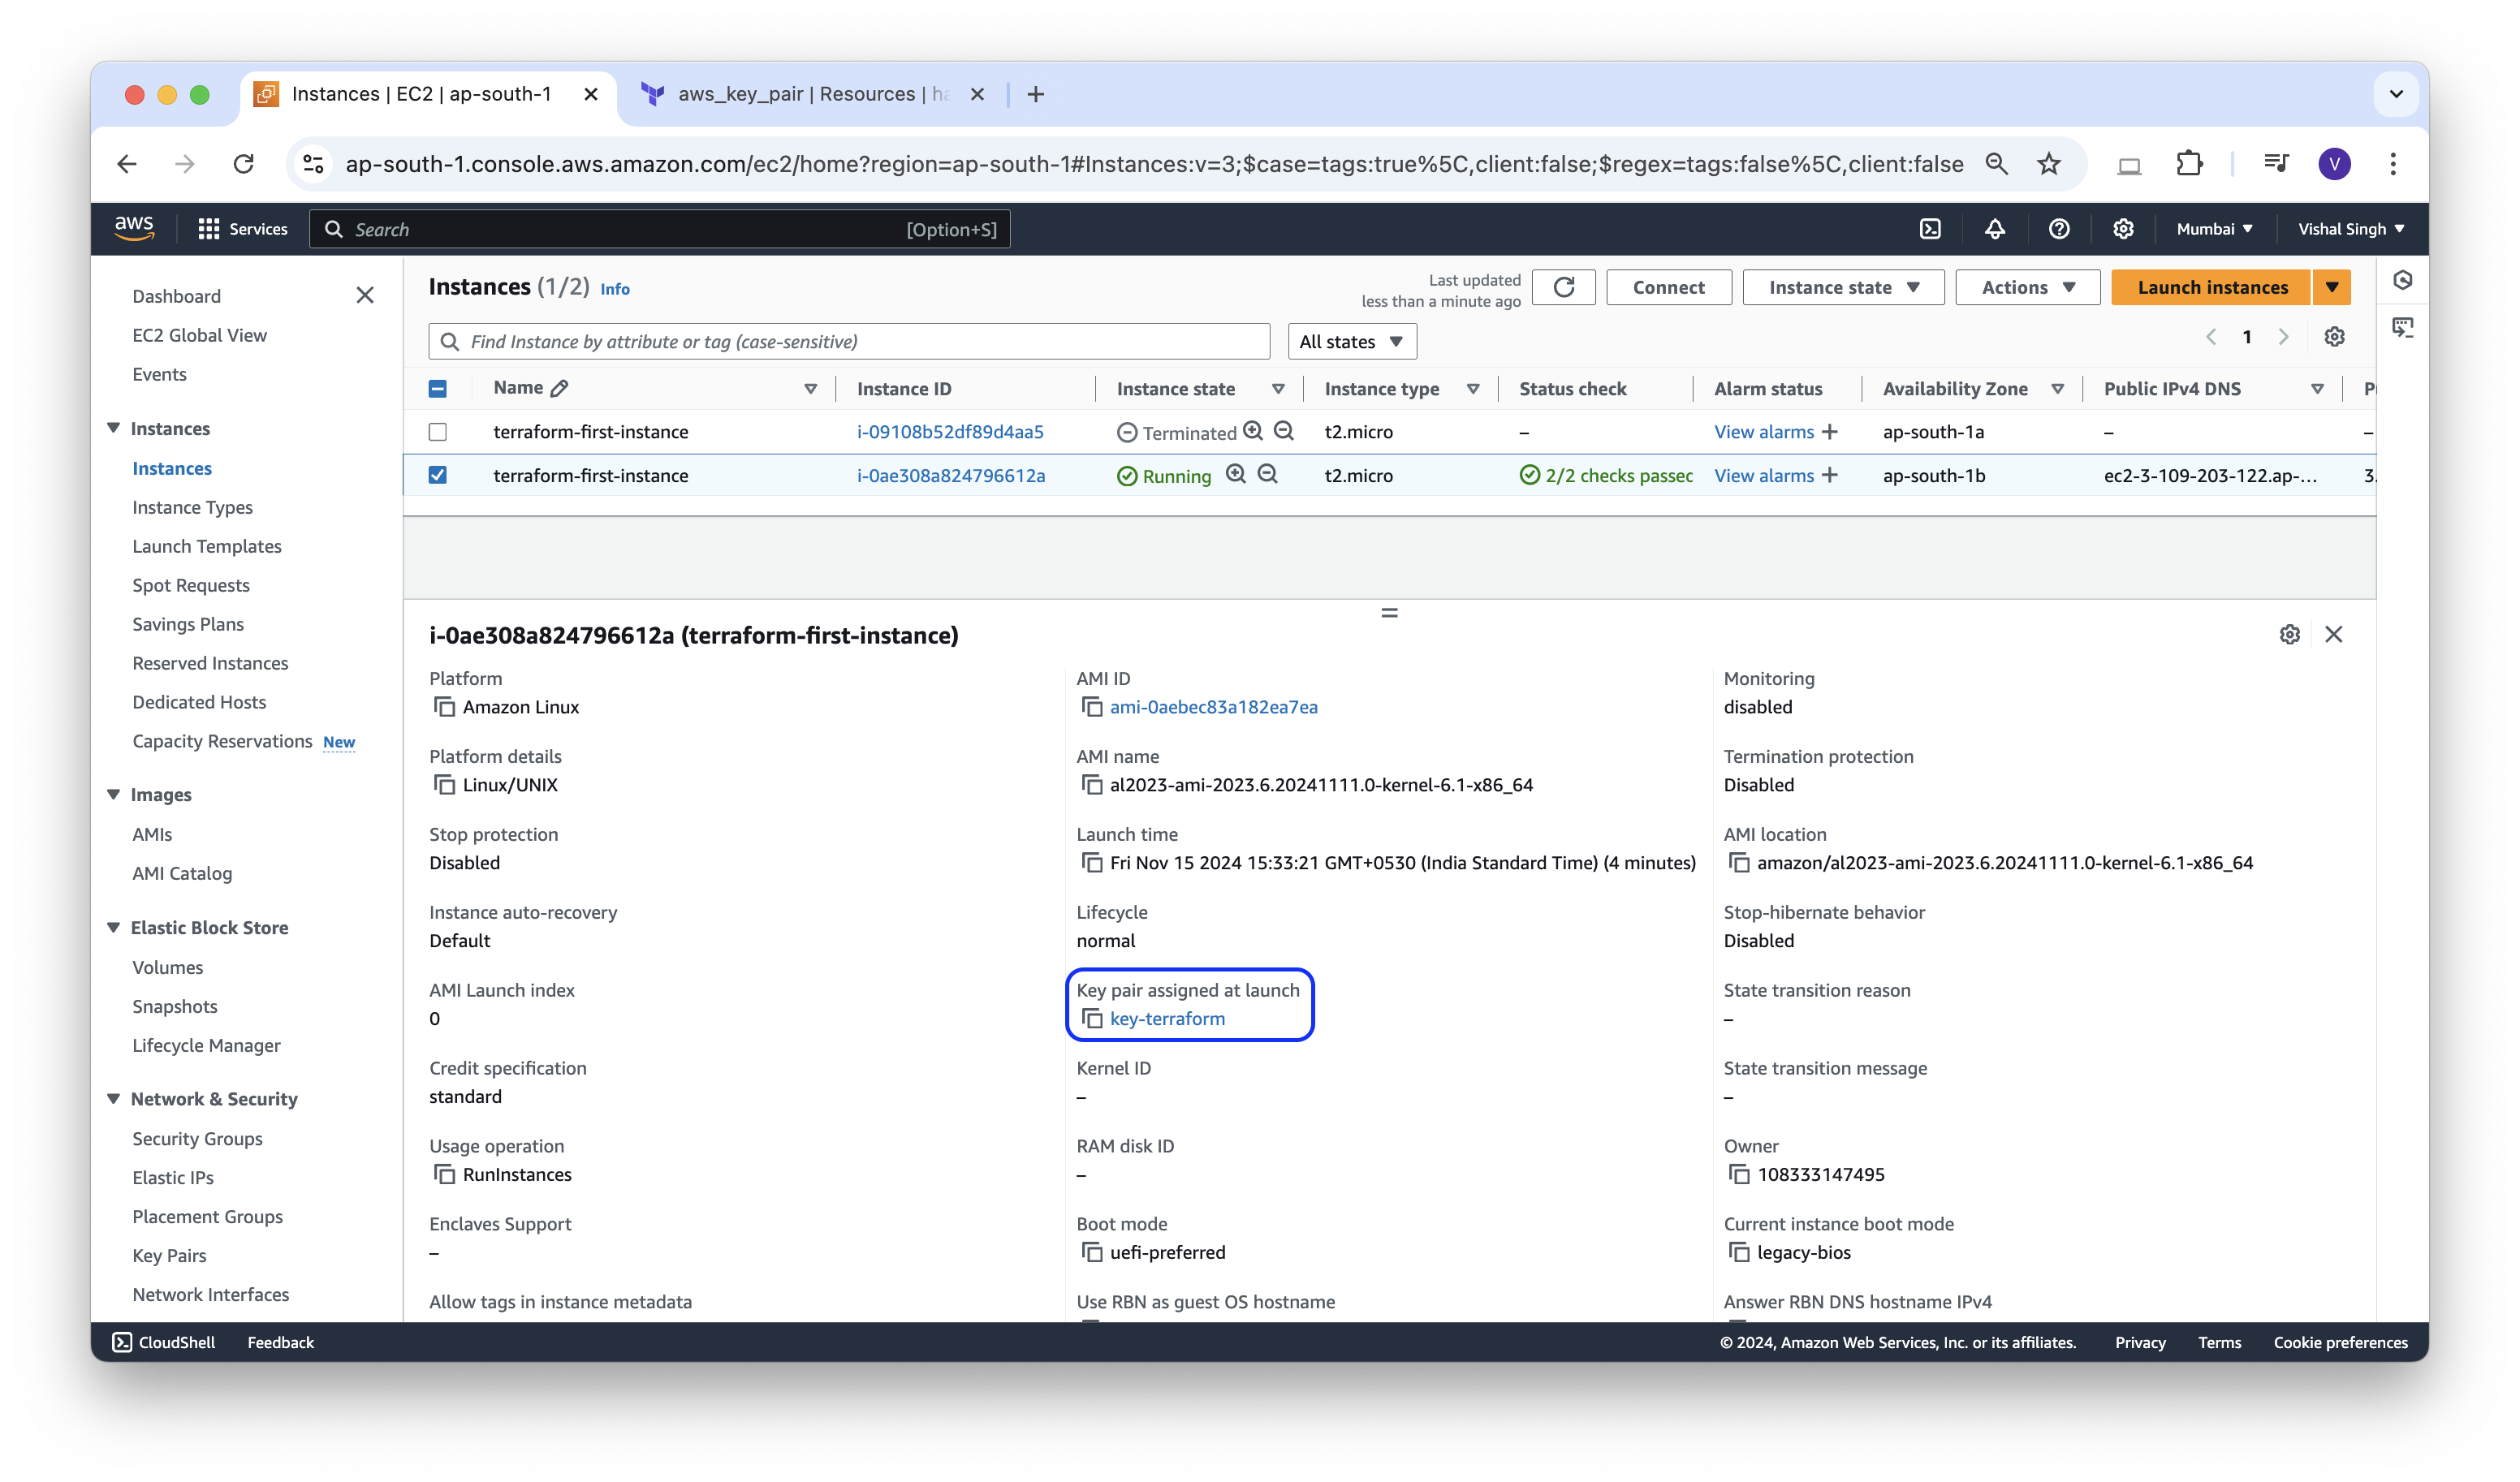 Instances | EC2 | ap-south-1
aws_key_pair | Resources | ha
ap-south-1.console.aws.amazon.com/ec2/home?region=ap-south-1#Instances:v=3;$case=tags:true%5C,client:false;$regex=tags:false%5C,client:false
V
aws
Services
Search
[Option+S]
Mumbai
Vishal Singh
Dashboard
EC2 Global View
Events
Instances
Instances
Instance Types
Launch Templates
Spot Requests
Savings Plans
Reserved Instances
Dedicated Hosts
Capacity Reservations New
Images
AMIs
AMI Catalog
Elastic Block Store
Volumes
Snapshots
Lifecycle Manager
Network & Security
Security Groups
Elastic IPs
Placement Groups
Key Pairs
Network Interfaces
Instances (1/2) Info
Last updated
less than a minute ago
Connect
Instance state
Actions
Launch instances
Find Instance by attribute or tag (case-sensitive)
All states
1
Name Instance ID Instance state Instance type Status check Alarm status Availability Zone Public IPv4 DNS P
terraform-first-instance i-09108b52df89d4aa5 Terminated t2.micro – View alarms + ap-south-1a – –
terraform-first-instance i-0ae308a824796612a Running t2.micro 2/2 checks passec View alarms + ap-south-1b ec2-3-109-203-122.ap-... 3.
i-0ae308a824796612a (terraform-first-instance)
Platform
Amazon Linux
AMI ID
ami-0aebec83a182ea7ea
Monitoring
disabled
Platform details
Linux/UNIX
AMI name
al2023-ami-2023.6.20241111.0-kernel-6.1-x86_64
Termination protection
Disabled
Stop protection
Disabled
Launch time
Fri Nov 15 2024 15:33:21 GMT+0530 (India Standard Time) (4 minutes)
AMI location
amazon/al2023-ami-2023.6.20241111.0-kernel-6.1-x86_64
Instance auto-recovery
Default
Lifecycle
normal
Stop-hibernate behavior
Disabled
AMI Launch index
0
Key pair assigned at launch
key-terraform
State transition reason
–
Credit specification
standard
Kernel ID
–
State transition message
–
Usage operation
RunInstances
RAM disk ID
–
Owner
108333147495
Enclaves Support
–
Boot mode
uefi-preferred
Current instance boot mode
legacy-bios
Allow tags in instance metadata
Use RBN as guest OS hostname
Answer RBN DNS hostname IPv4
CloudShell
Feedback
© 2024, Amazon Web Services, Inc. or its affiliates.
Privacy
Terms
Cookie preferences